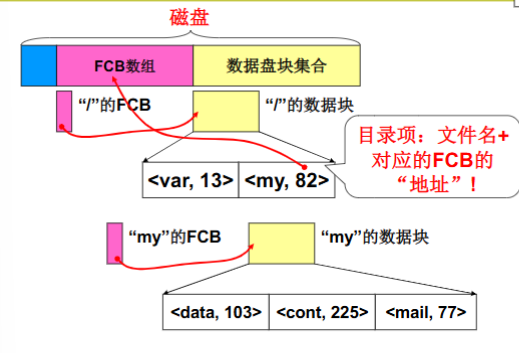 磁盘
FCB数组
数据盘块集合
“/”的FCB
“/”的数据块
目录项：文件名+
对应的FCB的
“地址”！
<var, 13>
<my, 82>
“my”的FCB
“my”的数据块
<data, 103>
<cont, 225>
<mail, 77>